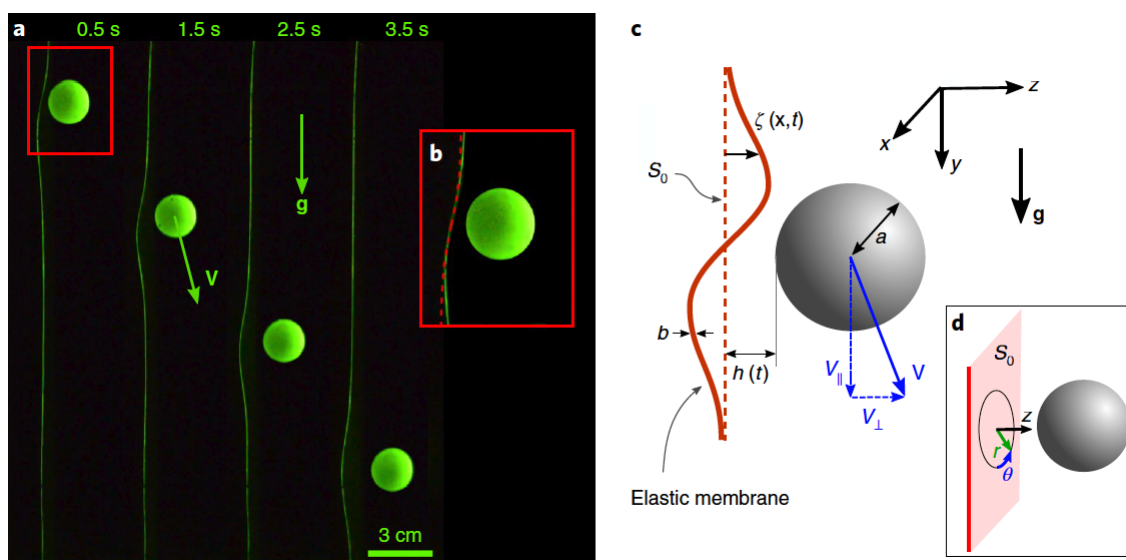 a
0.5 s 1.5 s 2.5 s 3.5 s
g
V
3 cm
b
c
ζ (x,t)
S₀
z
x
y
g
a
b
h (t)
V∥
V
V⊥
Elastic membrane
d
S₀
z
r
θ